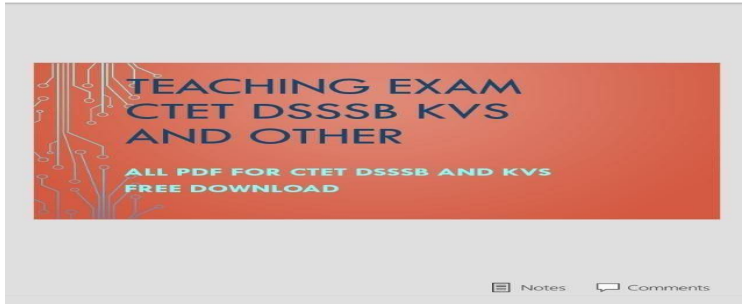 TEACHING EXAM
CTET DSSSB KVS
AND OTHER
ALL PDF FOR CTET DSSSB AND KVS
FREE DOWNLOAD
Notes Comments